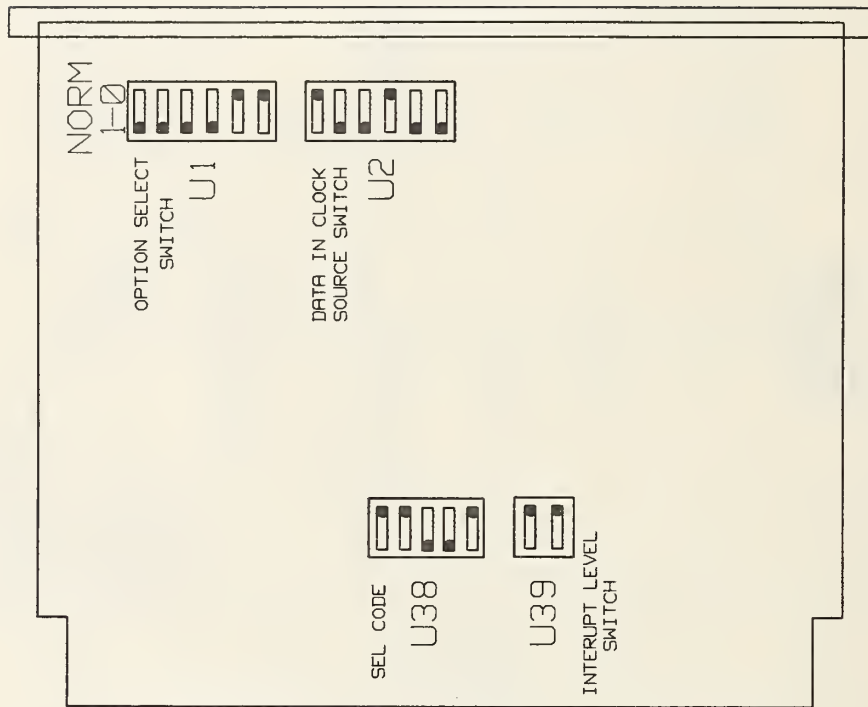 NORM
1-0
OPTION SELECT
SWITCH
U1
DATA IN CLOCK
SOURCE SWITCH
U2
SEL CODE
U38
U39
INTERUPT LEVEL
SWITCH